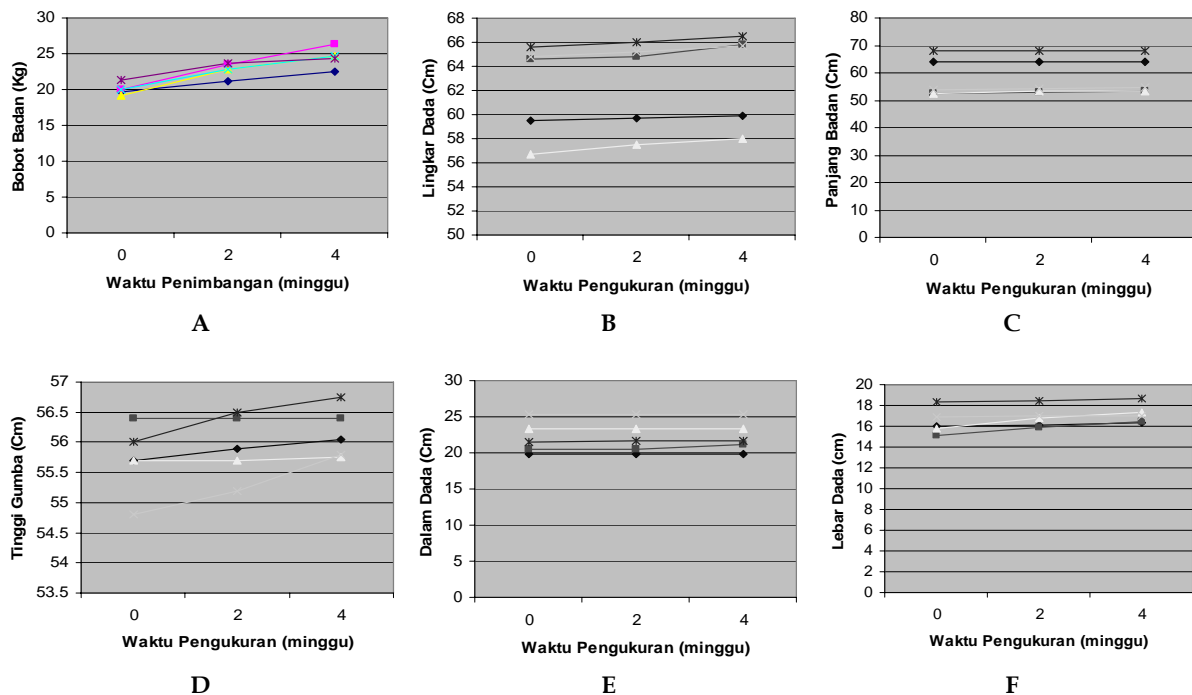 30
25
20
15
10
5
0
Bobot Badan (Kg)
0 2 4
Waktu Penimbangan (minggu)
A
68
66
64
62
60
58
56
54
52
50
Lingkar Dada (Cm)
0 2 4
Waktu Pengukuran (minggu)
B
80
70
60
50
40
30
20
10
0
Panjang Badan (Cm)
0 2 4
Waktu Pengukuran (minggu)
C
57
56.5
56
55.5
55
54.5
54
53.5
Tinggi Gumba (Cm)
0 2 4
Waktu Pengukuran (minggu)
D
30
25
20
15
10
5
0
Dalam Dada (Cm)
0 2 4
Waktu Pengukuran (minggu)
E
20
18
16
14
12
10
8
6
4
2
0
Lebar Dada (cm)
0 2 4
Waktu Pengukuran (minggu)
F